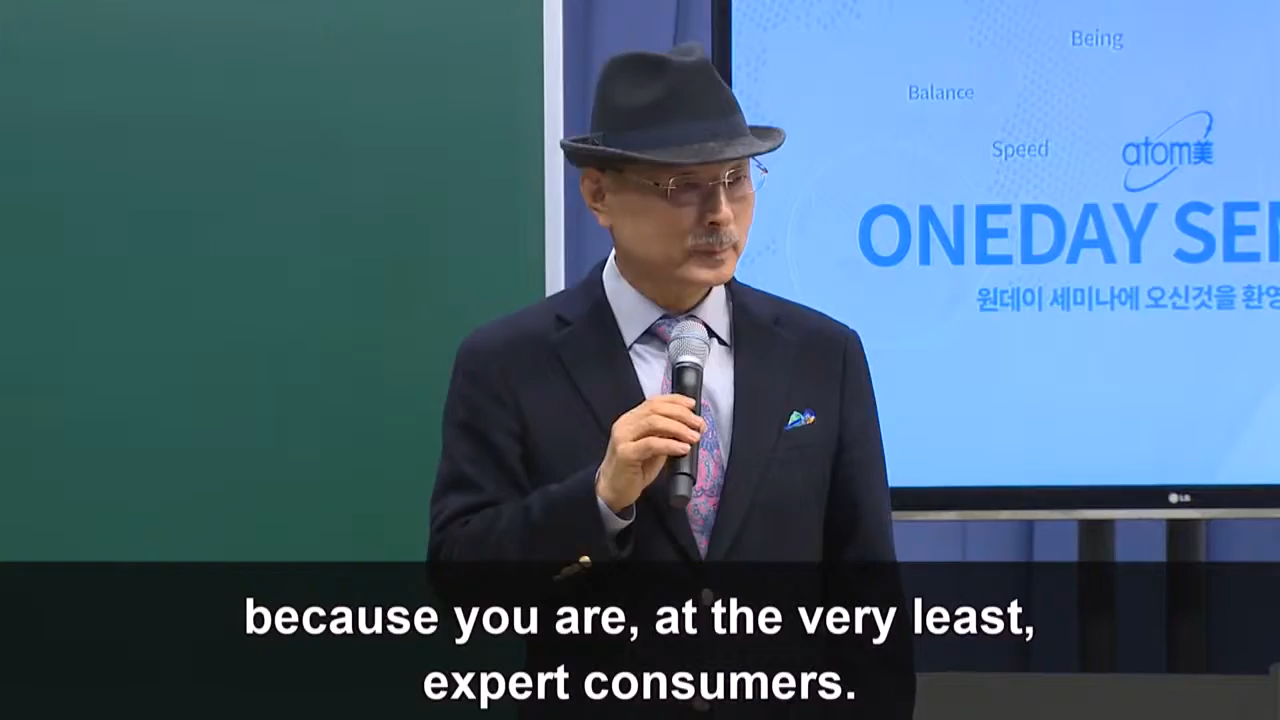 Being
Balance
Speed
atom美
ONEDAY SE
원데이 세미나에 오신것을 환영
LG
because you are, at the very least,
expert consumers.